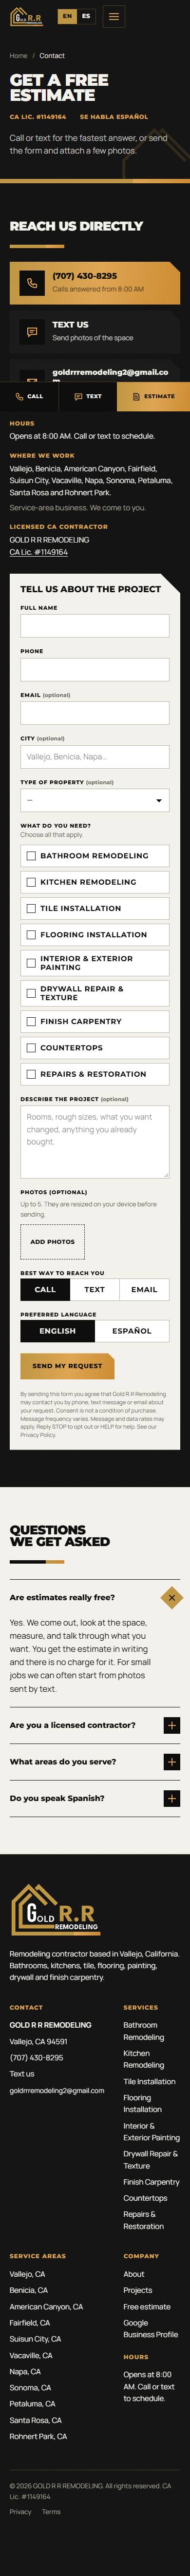 GOLD R.R
REMODELING
EN
ES
Home / Contact
GET A FREE
ESTIMATE
CA LIC. #1149164 SE HABLA ESPAÑOL
Call or text for the fastest answer, or send
the form and attach a few photos.
REACH US DIRECTLY
(707) 430-8295
Calls answered from 8:00 AM
TEXT US
Send photos of the space
goldrrremodeling2@gmail.co
m
CALL
TEXT
ESTIMATE
HOURS
Opens at 8:00 AM. Call or text to schedule.
WHERE WE WORK
Vallejo, Benicia, American Canyon, Fairfield,
Suisun City, Vacaville, Napa, Sonoma, Petaluma,
Santa Rosa and Rohnert Park.
Service-area business. We come to you.
LICENSED CA CONTRACTOR
GOLD R R REMODELING
CA Lic. #1149164
TELL US ABOUT THE PROJECT
FULL NAME
PHONE
EMAIL (optional)
CITY (optional)
Vallejo, Benicia, Napa...
TYPE OF PROPERTY (optional)
—
WHAT DO YOU NEED?
Choose all that apply.
BATHROOM REMODELING
KITCHEN REMODELING
TILE INSTALLATION
FLOORING INSTALLATION
INTERIOR & EXTERIOR
PAINTING
DRYWALL REPAIR &
TEXTURE
FINISH CARPENTRY
COUNTERTOPS
REPAIRS & RESTORATION
DESCRIBE THE PROJECT (optional)
Rooms, rough sizes, what you want
changed, anything you already
bought.
PHOTOS (OPTIONAL)
Up to 5. They are resized on your device before
sending.
ADD PHOTOS
BEST WAY TO REACH YOU
CALL
TEXT
EMAIL
PREFERRED LANGUAGE
ENGLISH
ESPAÑOL
SEND MY REQUEST
By sending this form you agree that Gold R.R Remodeling
may contact you by phone, text message or email about
your request. Consent is not a condition of purchase.
Message frequency varies. Message and data rates may
apply. Reply STOP to opt out or HELP for help. See our
Privacy Policy.
QUESTIONS
WE GET ASKED
Are estimates really free?
Yes. We come out, look at the space,
measure, and talk through what you
want. You get the estimate in writing
and there is no charge for it. For small
jobs we can often start from photos
sent by text.
Are you a licensed contractor?
What areas do you serve?
Do you speak Spanish?
GOLD R.R
REMODELING
Remodeling contractor based in Vallejo, California.
Bathrooms, kitchens, tile, flooring, painting,
drywall and finish carpentry.
CONTACT
GOLD R R REMODELING
Vallejo, CA 94591
(707) 430-8295
Text us
goldrrremodeling2@gmail.com
SERVICES
Bathroom
Remodeling
Kitchen
Remodeling
Tile Installation
Flooring
Installation
Interior &
Exterior Painting
Drywall Repair &
Texture
Finish Carpentry
Countertops
Repairs &
Restoration
SERVICE AREAS
Vallejo, CA
Benicia, CA
American Canyon, CA
Fairfield, CA
Suisun City, CA
Vacaville, CA
Napa, CA
Sonoma, CA
Petaluma, CA
Santa Rosa, CA
Rohnert Park, CA
COMPANY
About
Projects
Free estimate
Google
Business Profile
HOURS
Opens at 8:00
AM. Call or text
to schedule.
© 2026 GOLD R R REMODELING. All rights reserved. CA
Lic. #1149164
Privacy Terms